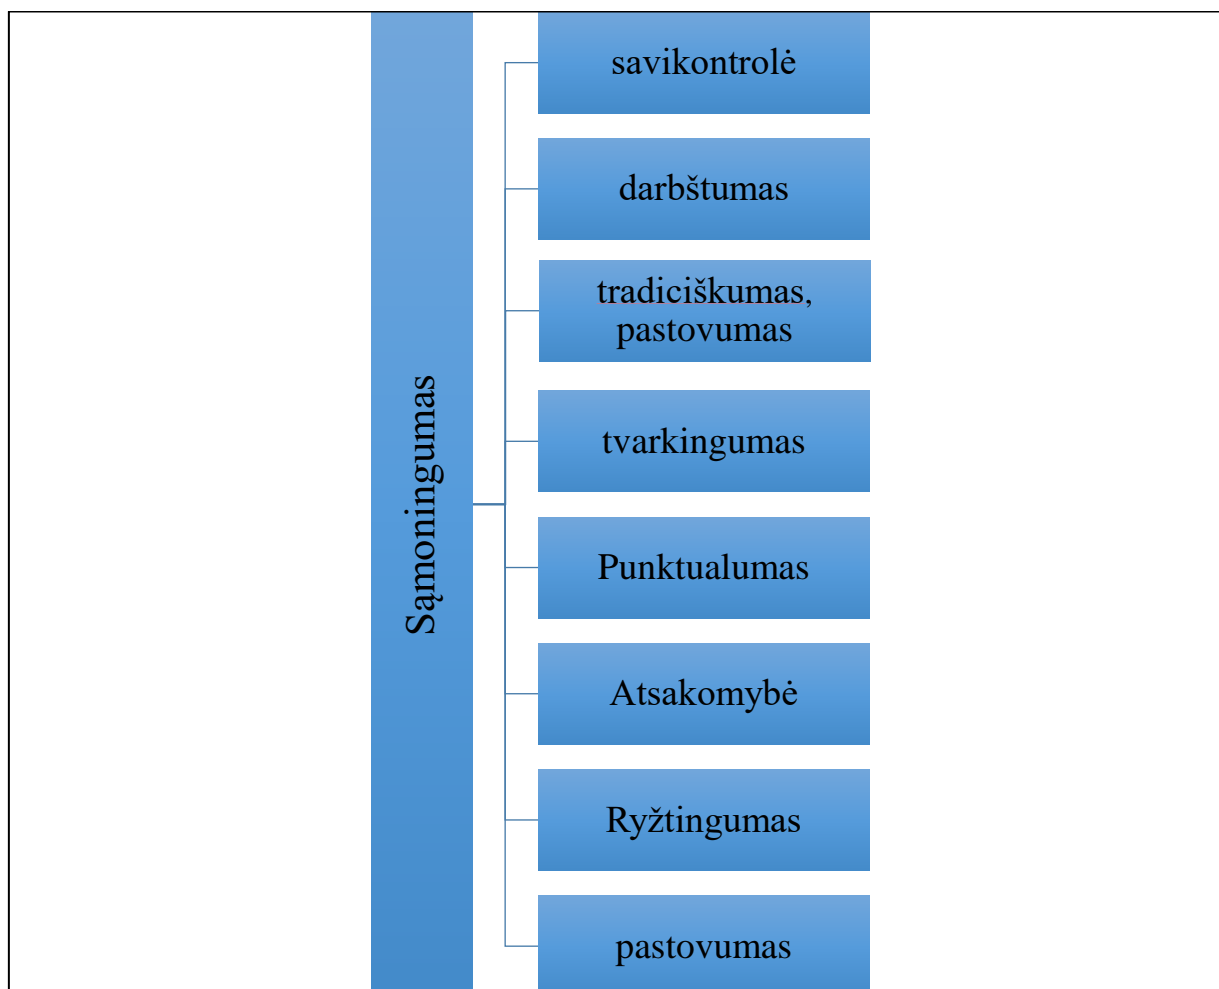 Sąmoningumas
savikontrolė
darbštumas
tradiciškumas,
pastovumas
tvarkingumas
Punktualumas
Atsakomybė
Ryžtingumas
pastovumas